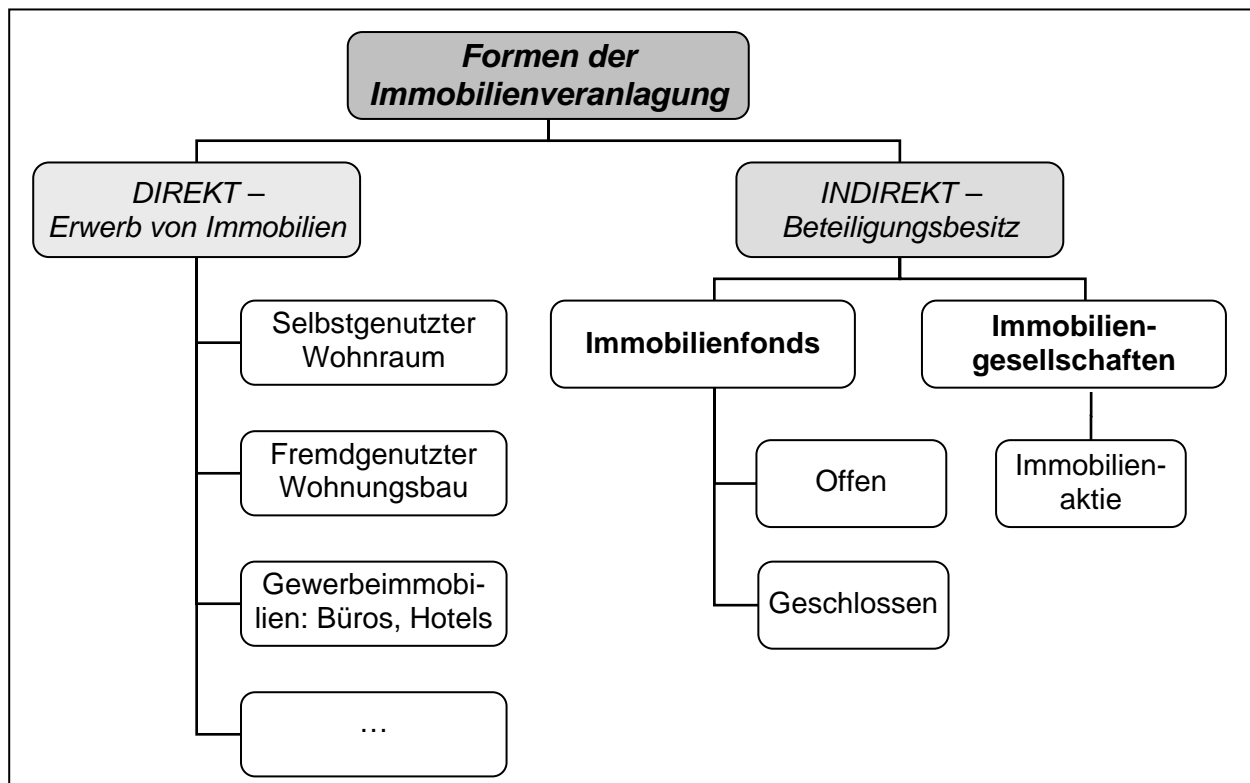 Formen der
Immobilienveranlagung
DIREKT –
Erwerb von Immobilien
INDIREKT –
Beteiligungsbesitz
Selbstgenutzter
Wohnraum
Fremdgenutzter
Wohnungsbau
Gewerbeimmobi-
lien: Büros, Hotels
…
Immobilienfonds
Offen
Geschlossen
Immobilien-
gesellschaften
Immobilien-
aktie